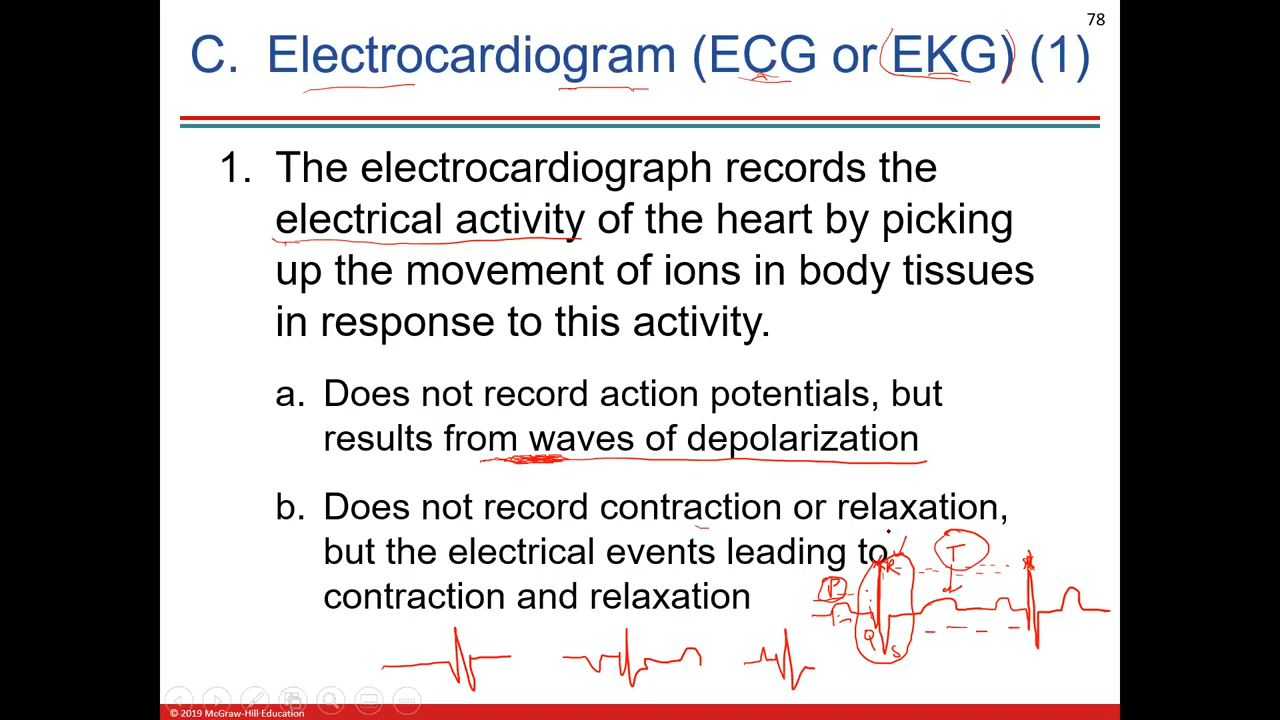 78
C. Electrocardiogram (ECG or EKG) (1)
1. The electrocardiograph records the
electrical activity of the heart by picking
up the movement of ions in body tissues
in response to this activity.
a. Does not record action potentials, but
results from waves of depolarization
b. Does not record contraction or relaxation,
but the electrical events leading to
contraction and relaxation
P
Q
R
S
T
© 2019 McGraw-Hill Education